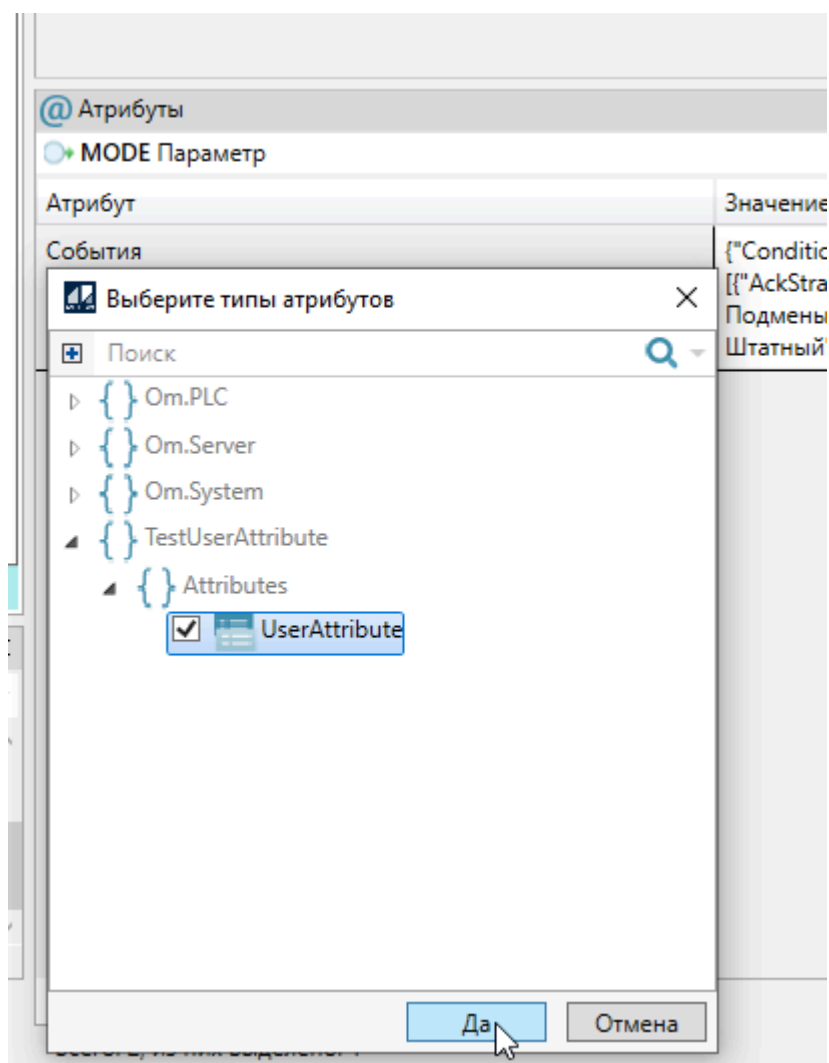 Атрибуты
MODE Параметр
Атрибут Значение
События
{"Conditio
[{"AckStra
Подмены
Штатный"
Выберите типы атрибутов
Поиск
Om.PLC
Om.Server
Om.System
TestUserAttribute
Attributes
UserAttribute
Да Отмена